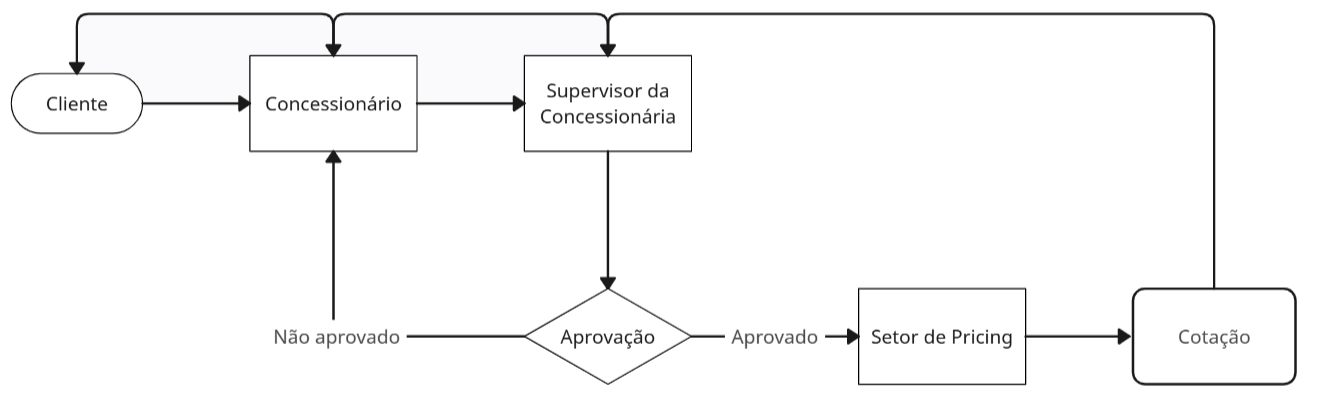 Cliente
Concessionário
Supervisor da
Concessionária
Não aprovado
Aprovação
Aprovado
Setor de Pricing
Cotação